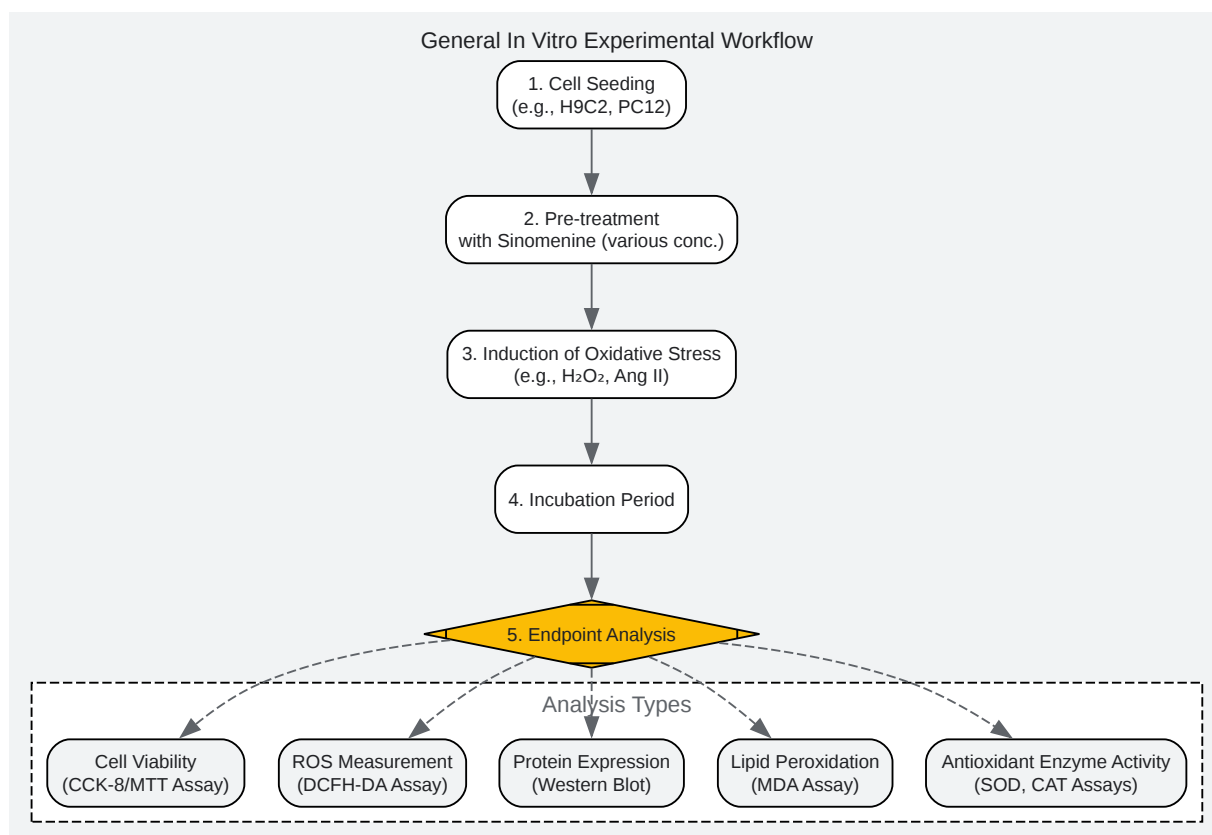 General In Vitro Experimental Workflow
1. Cell Seeding
(e.g., H9C2, PC12)
2. Pre-treatment
with Sinomenine (various conc.)
3. Induction of Oxidative Stress
(e.g., H₂O₂, Ang II)
4. Incubation Period
5. Endpoint Analysis
Analysis Types
Cell Viability
(CCK-8/MTT Assay)
ROS Measurement
(DCFH-DA Assay)
Protein Expression
(Western Blot)
Lipid Peroxidation
(MDA Assay)
Antioxidant Enzyme Activity
(SOD, CAT Assays)